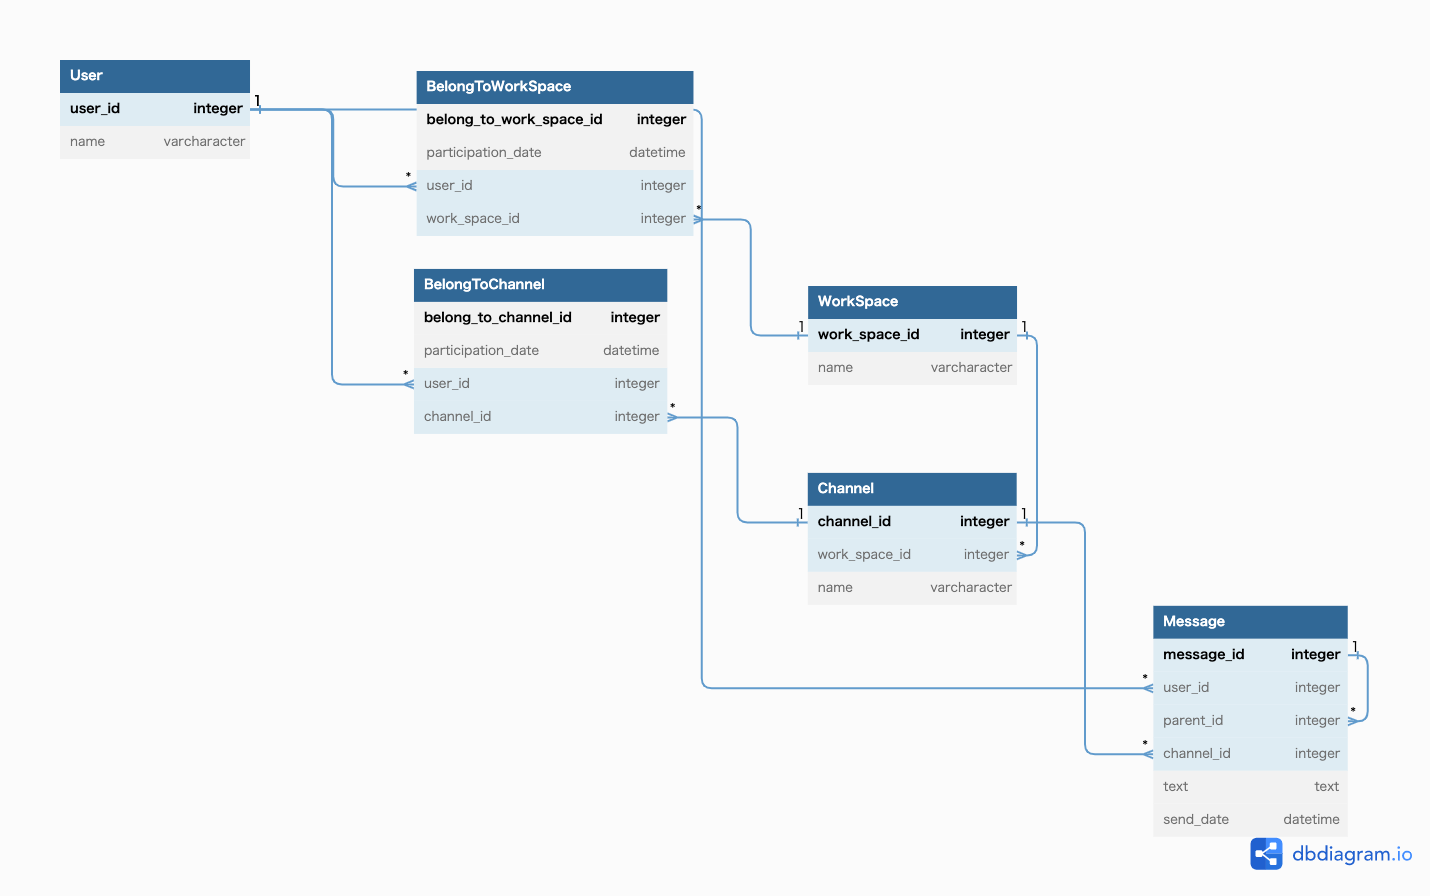 User
user_id integer
name varcharacter
1
BelongToWorkSpace
belong_to_work_space_id integer
participation_date datetime
* user_id integer
work_space_id integer *
BelongToChannel
belong_to_channel_id integer
participation_date datetime
* user_id integer
channel_id integer *
WorkSpace
1 work_space_id integer 1
name varcharacter
Channel
1 channel_id integer 1
work_space_id integer *
name varcharacter
Message
message_id integer 1
* user_id integer
parent_id integer *
* channel_id integer
text text
send_date datetime
dbdiagram.io